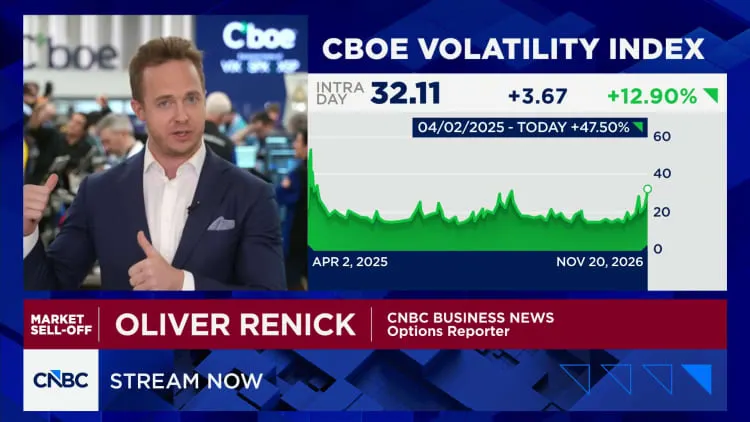 Cboe
Cboe
VIX SPX XSP
CBOE VOLATILITY INDEX
INTRA
DAY
32.11
+3.67
+12.90%
04/02/2025 - TODAY +47.50%
60
40
20
0
APR 2, 2025
NOV 20, 2026
MARKET
SELL-OFF
OLIVER RENICK
CNBC BUSINESS NEWS
Options Reporter
CNBC
STREAM NOW